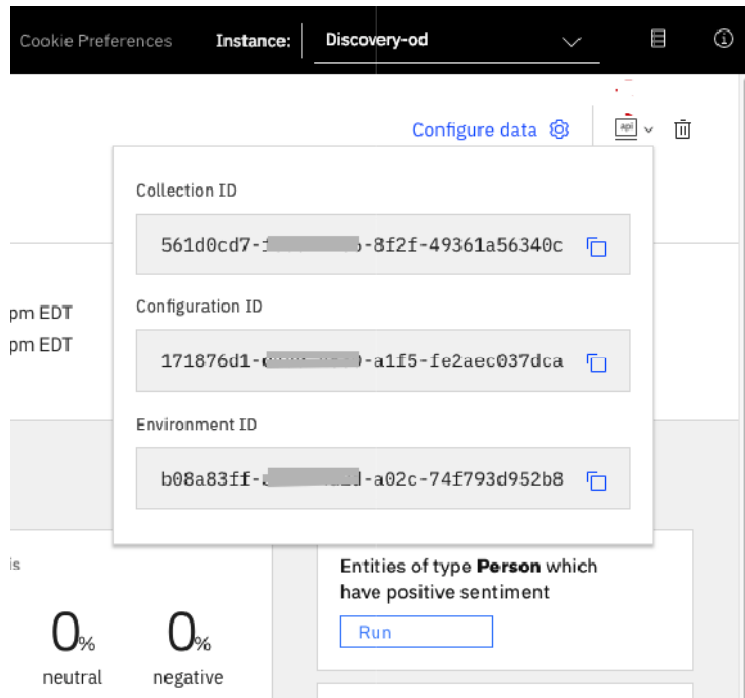 Cookie Preferences Instance: Discovery-od
Configure data api
Collection ID
561d0cd7- -8f2f-49361a56340c
Configuration ID
171876d1- -a1f5-fe2aec037dca
Environment ID
b08a83ff- -a02c-74f793d952b8
pm EDT
pm EDT
is
0% 0%
neutral negative
Entities of type Person which
have positive sentiment
Run